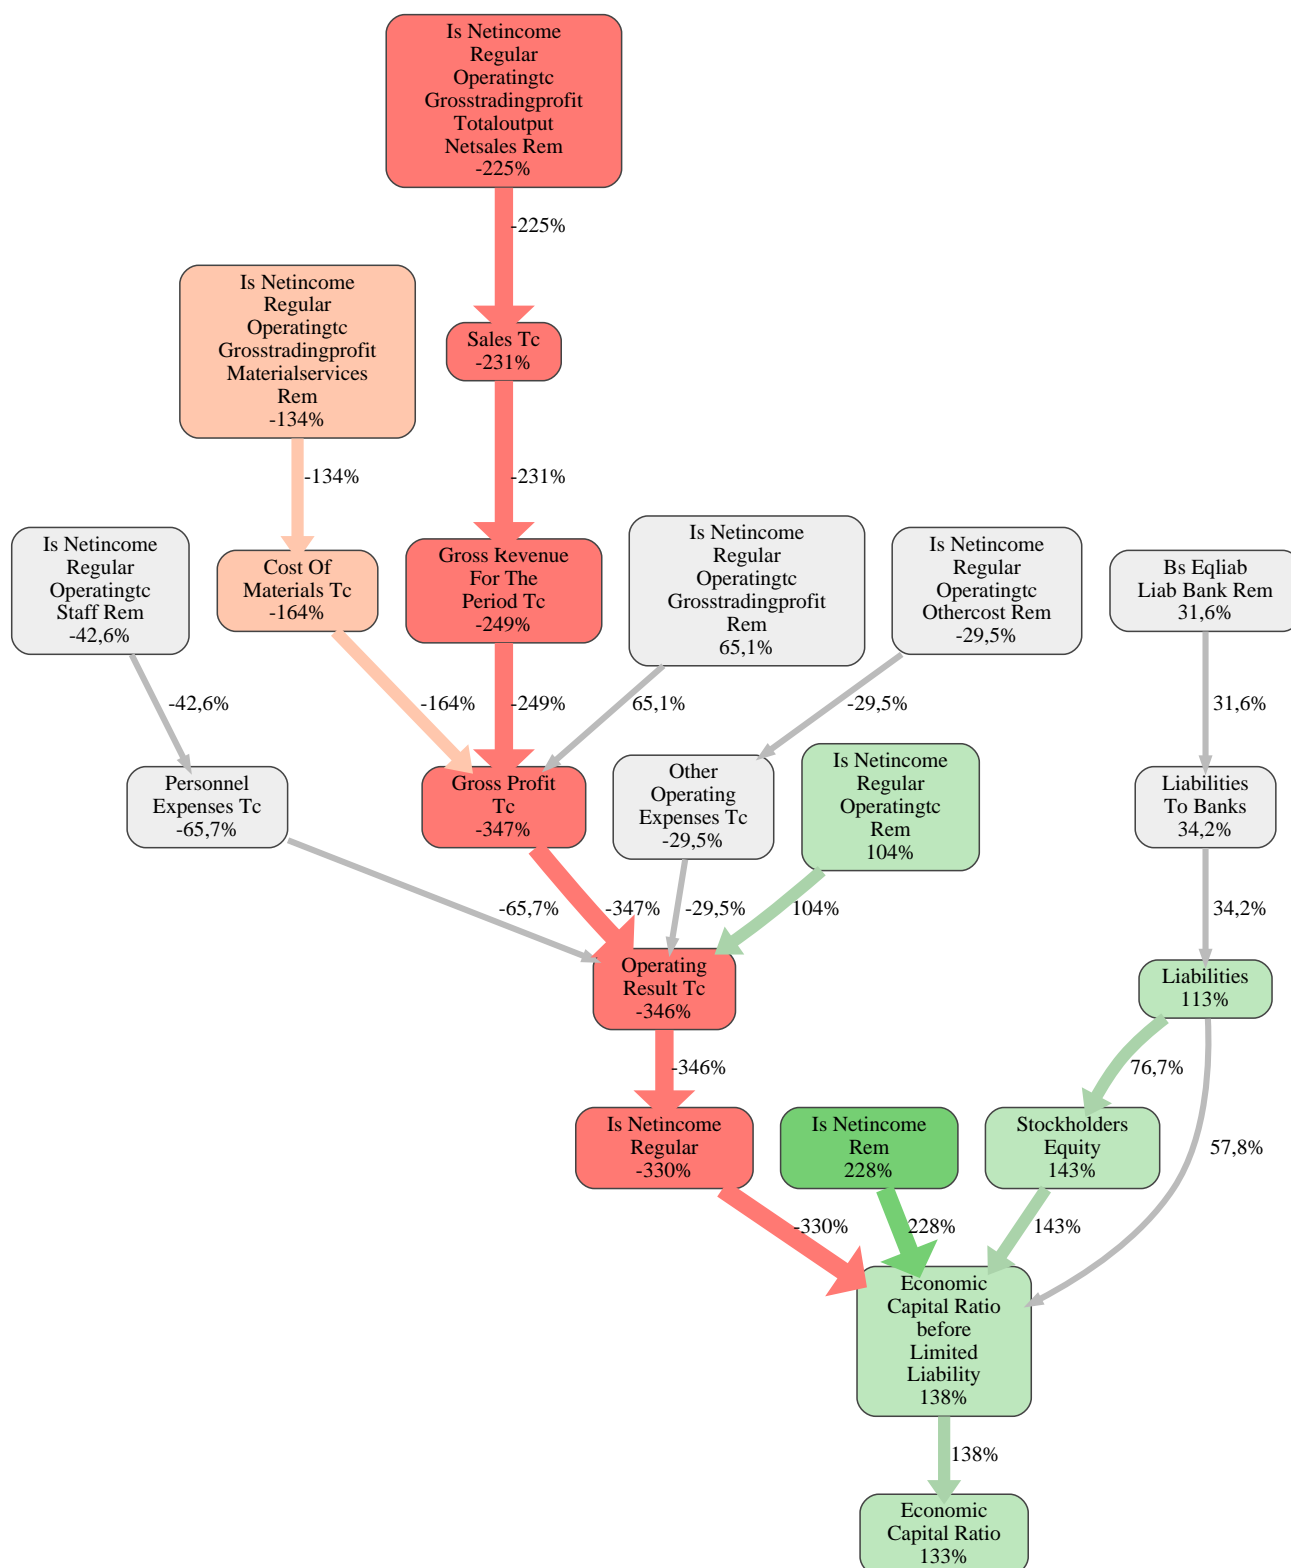 Is Netincome
Regular
Operatingtc
Grosstradingprofit
Totaloutput
Netsales Rem
-225%
-225%
Is Netincome
Regular
Operatingtc
Grosstradingprofit
Materialservices
Rem
-134%
Sales Tc
-231%
-134%
-231%
Is Netincome
Regular
Operatingtc
Staff Rem
-42,6%
Cost Of
Materials Tc
-164%
Gross Revenue
For The
Period Tc
-249%
Is Netincome
Regular
Operatingtc
Grosstradingprofit
Rem
65,1%
Is Netincome
Regular
Operatingtc
Othercost Rem
-29,5%
Bs Eqliab
Liab Bank Rem
31,6%
-42,6%
-164%
-249%
65,1%
-29,5%
31,6%
Personnel
Expenses Tc
-65,7%
Gross Profit
Tc
-347%
Other
Operating
Expenses Tc
-29,5%
Is Netincome
Regular
Operatingtc
Rem
104%
Liabilities
To Banks
34,2%
-65,7%
-347%
-29,5%
104%
34,2%
Operating
Result Tc
-346%
Liabilities
113%
-346%
76,7%
Is Netincome
Regular
-330%
Is Netincome
Rem
228%
Stockholders
Equity
143%
57,8%
-330%
228%
143%
Economic
Capital Ratio
before
Limited
Liability
138%
138%
Economic
Capital Ratio
133%